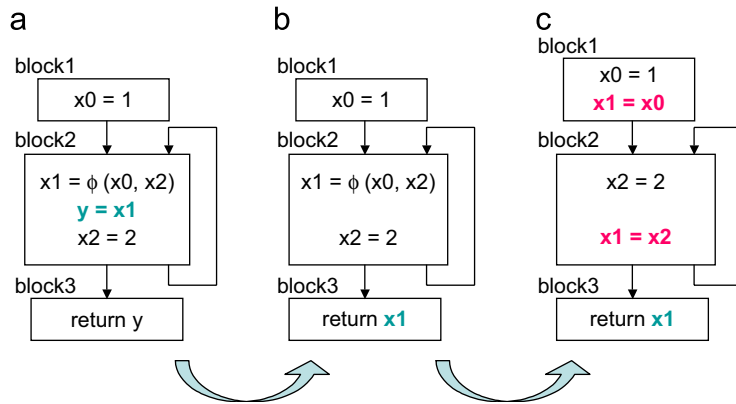 a
block1
x0 = 1
block2
x1 = ϕ (x0, x2)
y = x1
x2 = 2
block3
return y
b
block1
x0 = 1
block2
x1 = ϕ (x0, x2)
x2 = 2
block3
return x1
c
block1
x0 = 1
x1 = x0
block2
x2 = 2
x1 = x2
block3
return x1